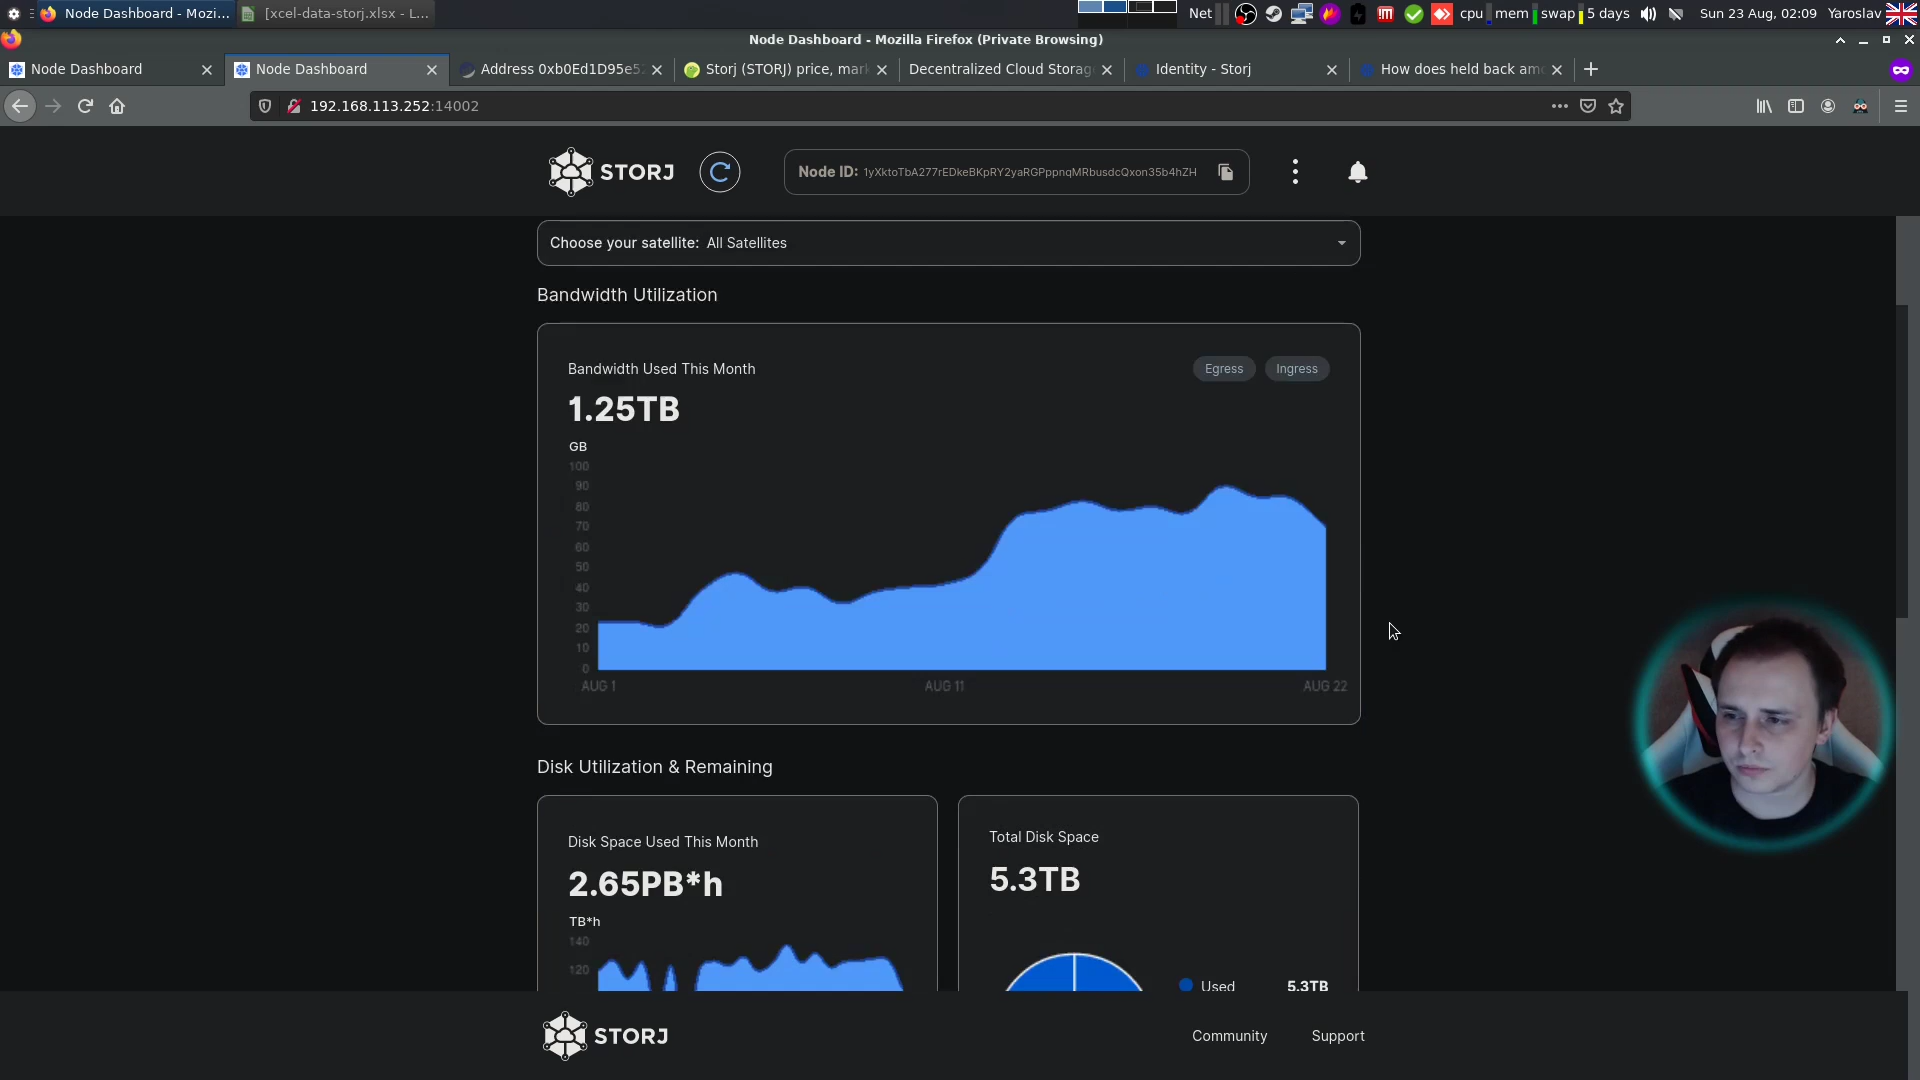 Node Dashboard - Mozi...
[xcel-data-storj.xlsx - L...
Net
cpu
mem
swap
5 days
Sun 23 Aug, 02:09
Yaroslav
Node Dashboard - Mozilla Firefox (Private Browsing)
Node Dashboard
Node Dashboard
Address 0xb0Ed1D95e5
Storj (STORJ) price, mar
Decentralized Cloud Storag
Identity - Storj
How does held back am
192.168.113.252:14002
STORJ
Node ID: 1yXktoTbA277rEDkeBKpRY2yaRGPppnqMRbusdcQxon35b4hZH
Choose your satellite: All Satellites
Bandwidth Utilization
Bandwidth Used This Month
Egress
Ingress
1.25TB
GB
100
90
80
70
60
50
40
30
20
10
0
AUG 1
AUG 11
AUG 22
Disk Utilization & Remaining
Disk Space Used This Month
2.65PB*h
TB*h
140
120
Total Disk Space
5.3TB
Used
5.3TB
STORJ
Community
Support